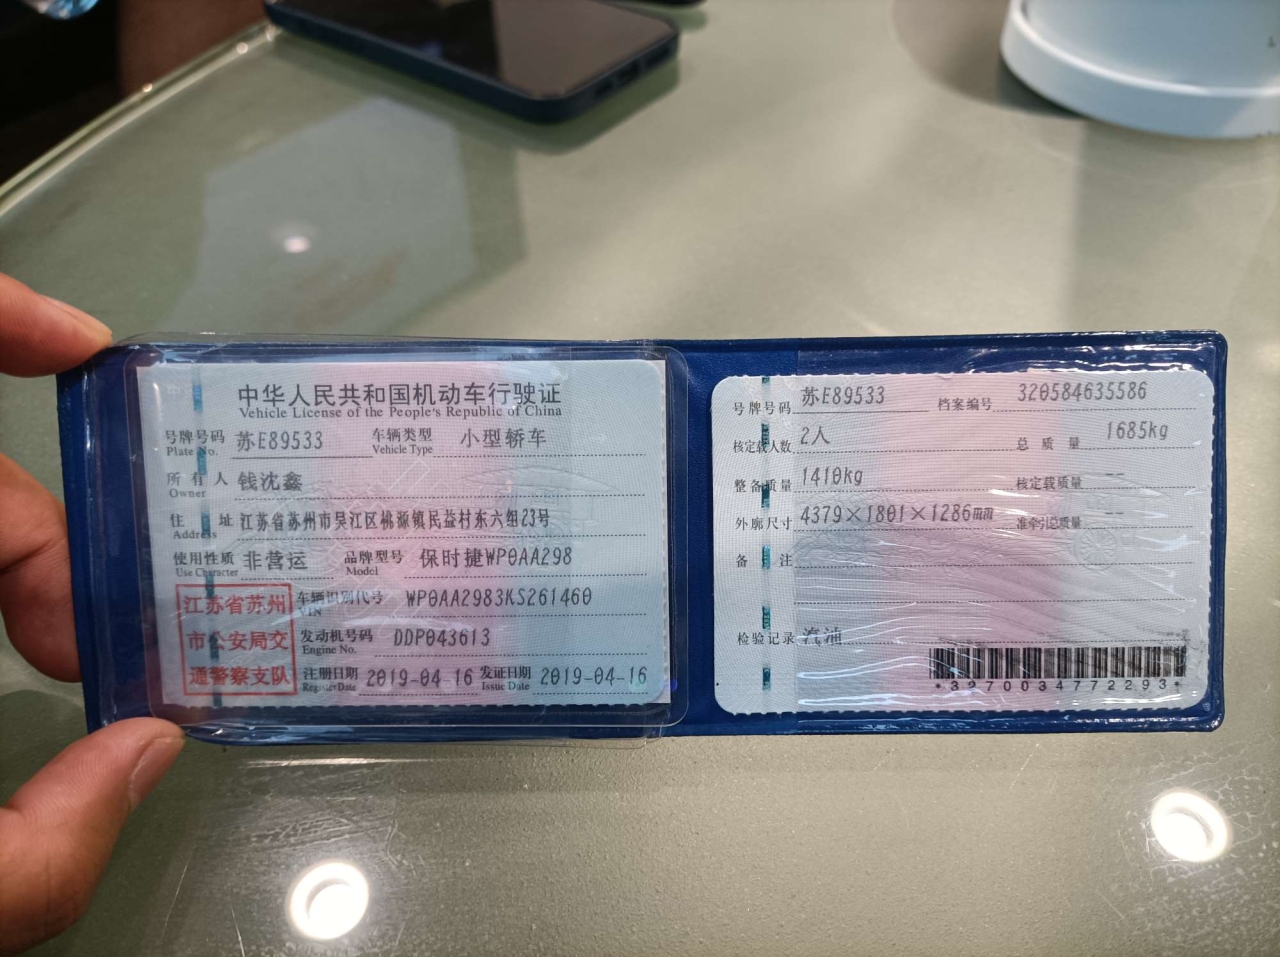 中华人民共和国机动车行驶证
Vehicle License of the People's Republic of China
号牌号码 苏E89533 车辆类型 小型轿车
Plate No. Vehicle Type
所有人 钱沈鑫
Owner
住址 江苏省苏州市吴江区桃源镇民益村东六组23号
Address
使用性质 非营运 品牌型号 保时捷WP0AA298
Use Character Model
江苏省苏州
市公安局交
通警察支队
车辆识别代号 WP0AA2983KS261460
VIN
发动机号码 DDP043613
Engine No.
注册日期 2019-04-16 发证日期 2019-04-16
Register Date Issue Date
号牌号码 苏E89533 档案编号 320584635586
核定载人数 2人 总质量 1685kg
整备质量 1410kg 核定载质量 --
外廓尺寸 4379×1801×1286mm 准牵引总质量 --
备注
检验记录 汽油
*3270034772293*